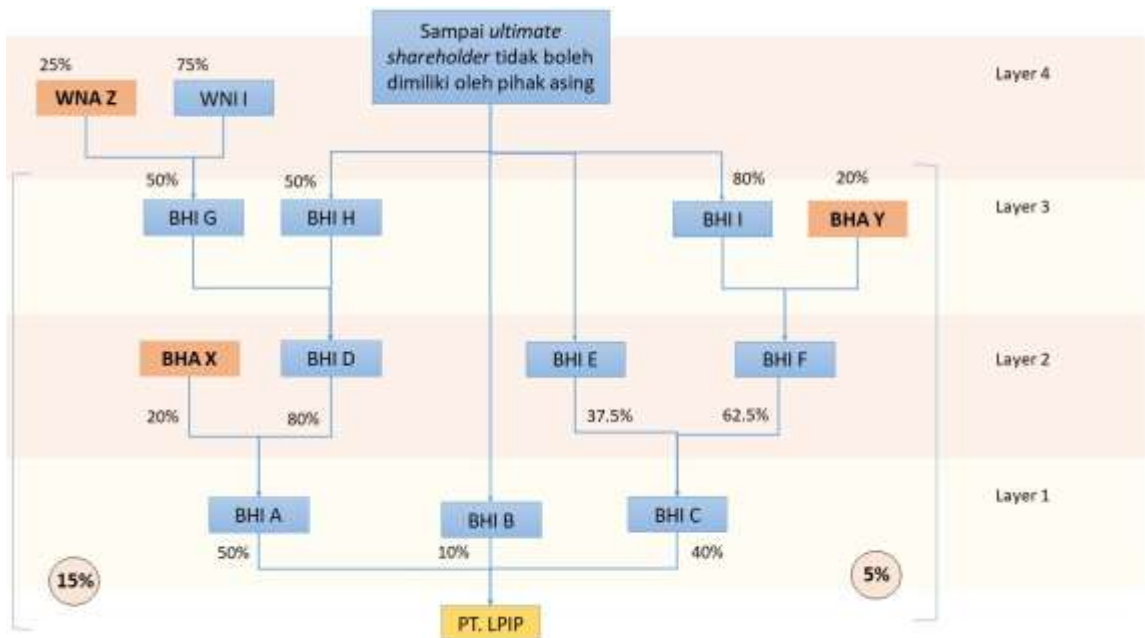 Sampai ultimate
shareholder tidak boleh
dimiliki oleh pihak asing
Layer 4
25%
75%
WNA Z
WNI I
50%
50%
80%
20%
Layer 3
BHI G
BHI H
BHI I
BHA Y
BHA X
BHI D
BHI E
BHI F
Layer 2
20%
80%
37.5%
62.5%
Layer 1
BHI A
BHI B
BHI C
50%
10%
40%
15%
5%
PT. LPIP